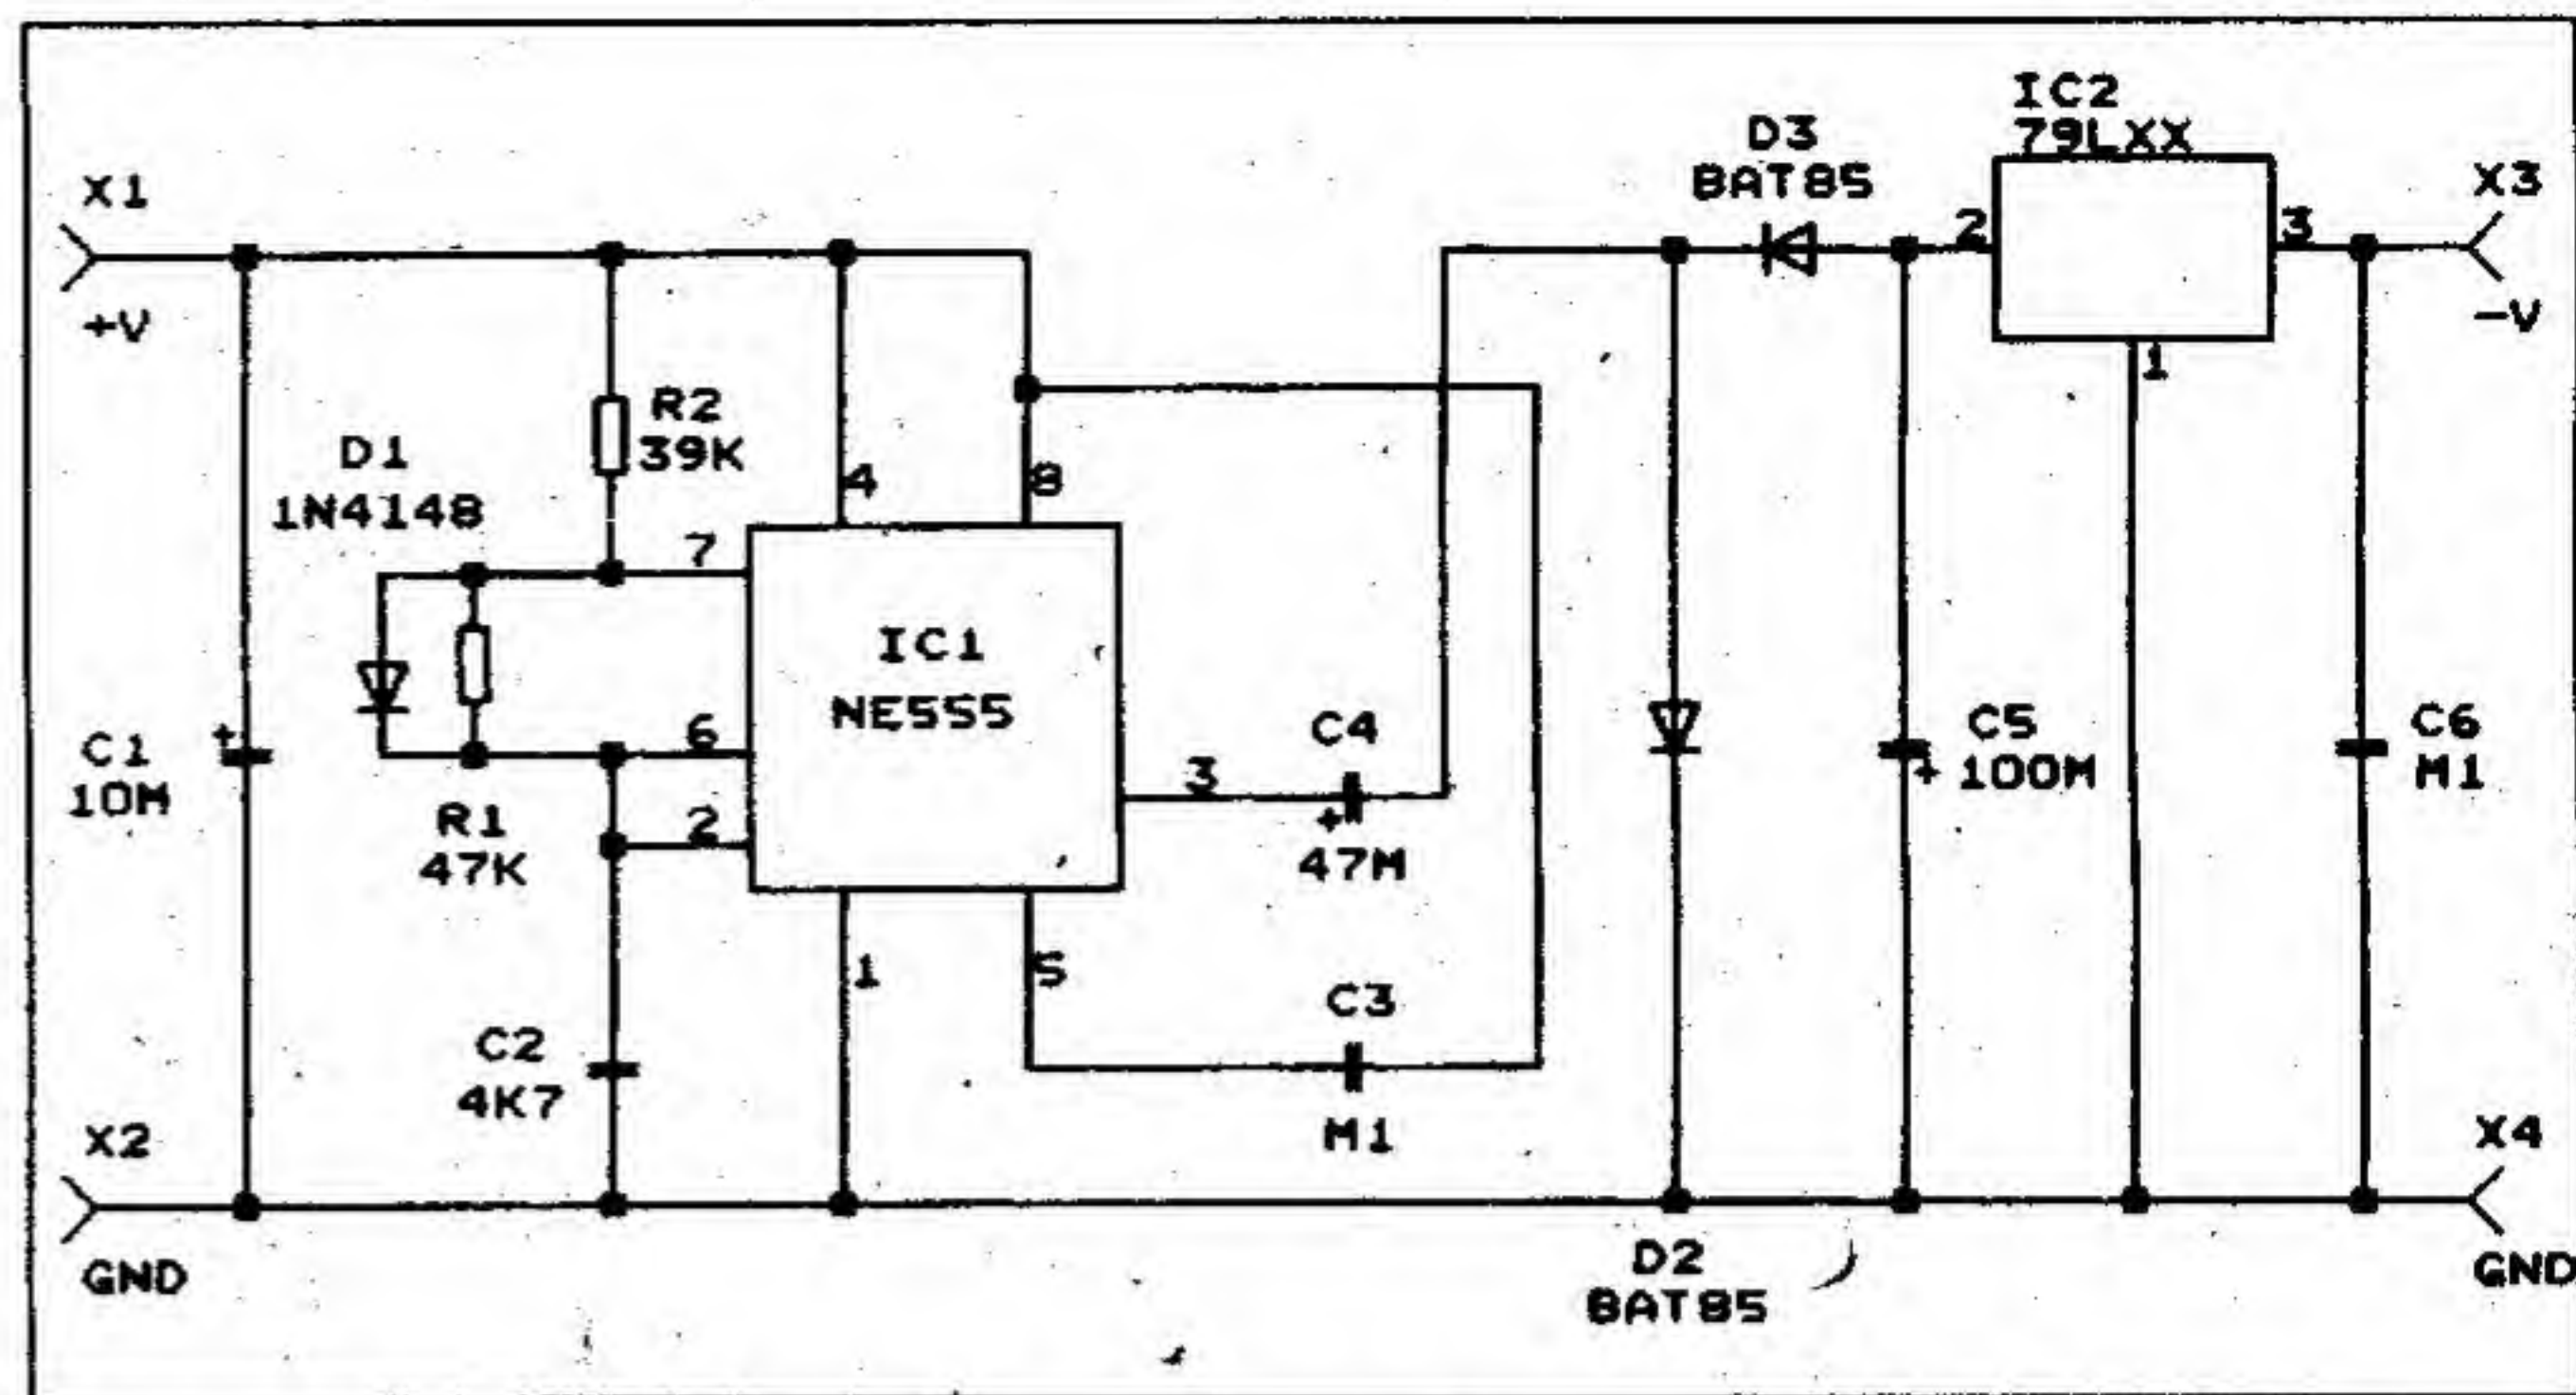 IC2
79LXX
D3
BAT85
X1
+V
2
3
X3
-V
1
R2
39K
D1
1N4148
4
8
7
IC1
NE555
6
2
3
C4
+
47M
C1
10M
+
R1
47K
C5
100M
+
C6
M1
1
5
C3
M1
C2
4K7
X2
GND
X4
GND
D2
BAT85